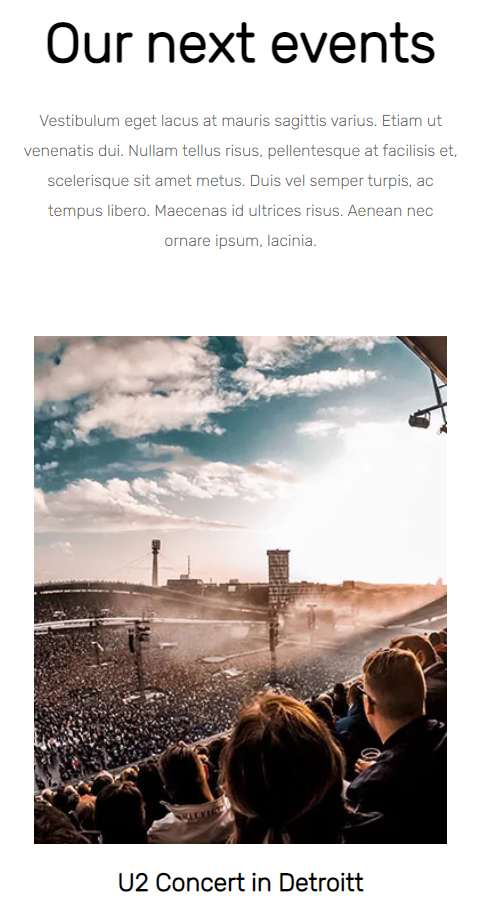 Our next events
Vestibulum eget lacus at mauris sagittis varius. Etiam ut
venenatis dui. Nullam tellus risus, pellentesque at facilisis et,
scelerisque sit amet metus. Duis vel semper turpis, ac
tempus libero. Maecenas id ultrices risus. Aenean nec
ornare ipsum, lacinia.
U2 Concert in Detroitt